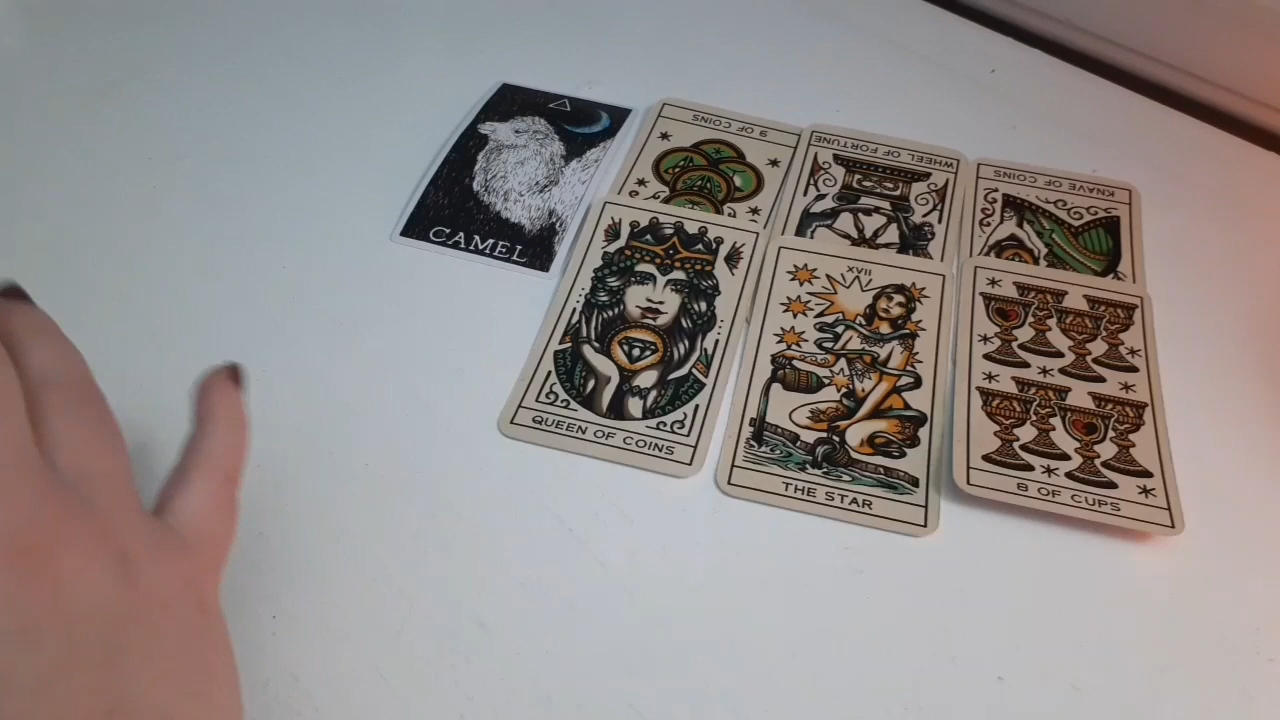 CAMEL
9 OF COINS
WHEEL OF FORTUNE
KNAVE OF COINS
QUEEN OF COINS
XVII
THE STAR
8 OF CUPS